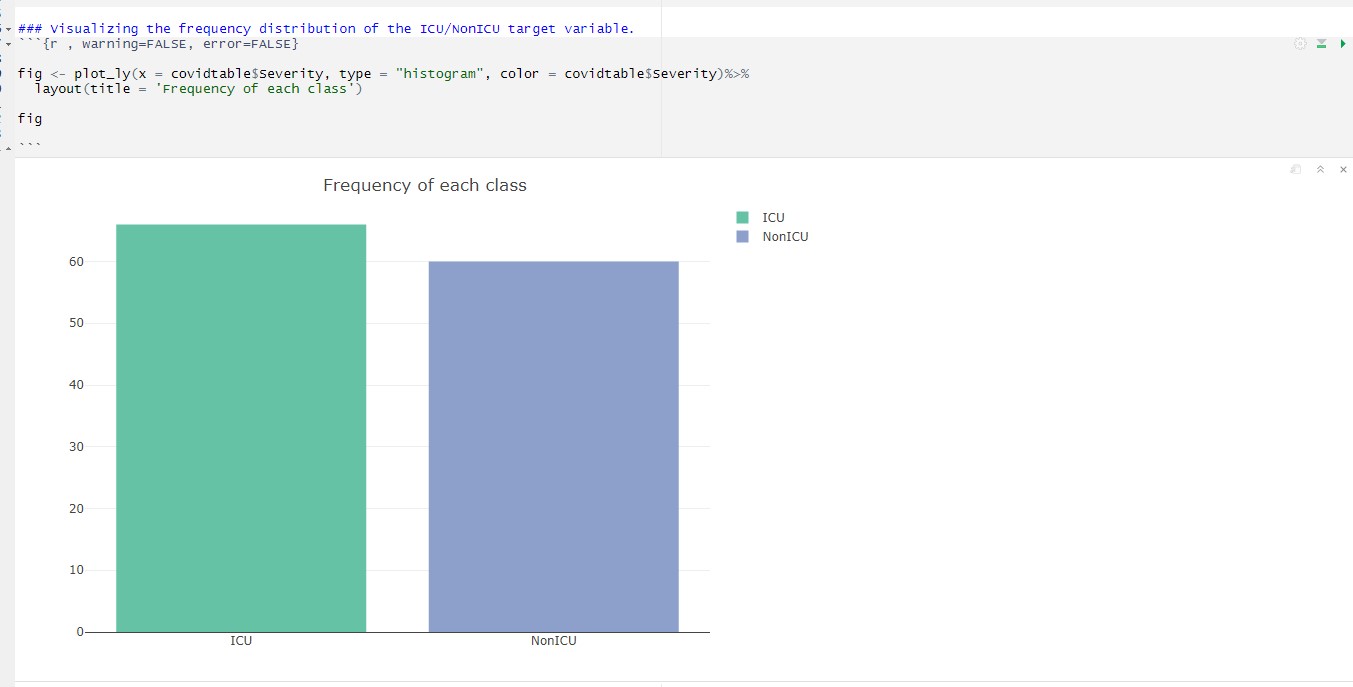 ### Visualizing the frequency distribution of the ICU/NonICU target variable.
```{r , warning=FALSE, error=FALSE}
fig <- plot_ly(x = covidtable$Severity, type = "histogram", color = covidtable$Severity)%>%
layout(title = 'Frequency of each class')
fig
```
Frequency of each class
ICU
NonICU
60
50
40
30
20
10
0
ICU NonICU